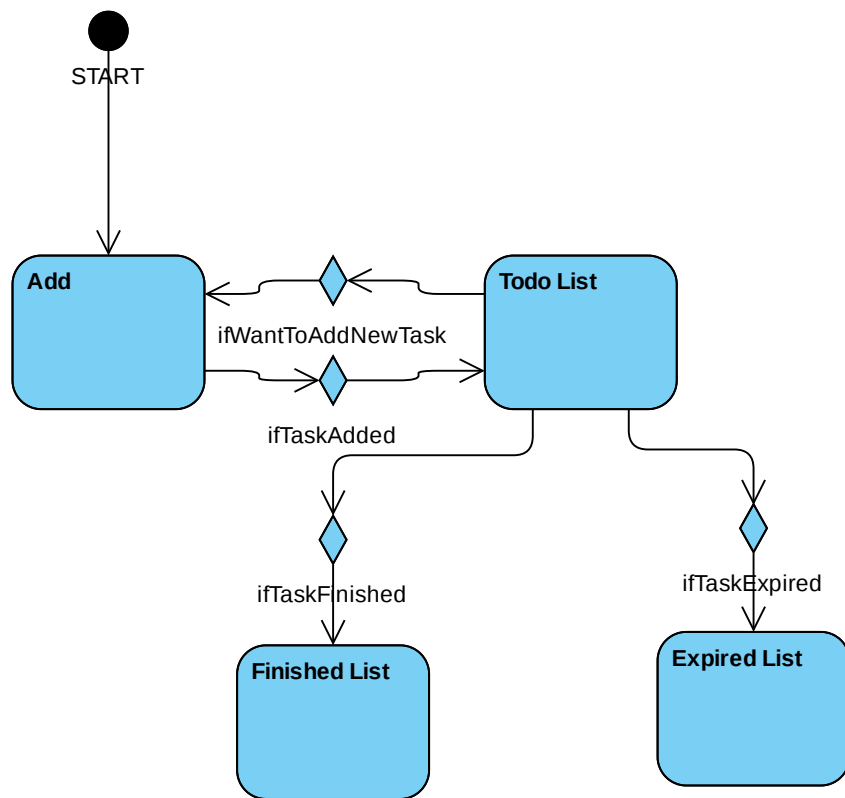 START
Add
Todo List
ifWantToAddNewTask
ifTaskAdded
ifTaskFinished
ifTaskExpired
Finished List
Expired List